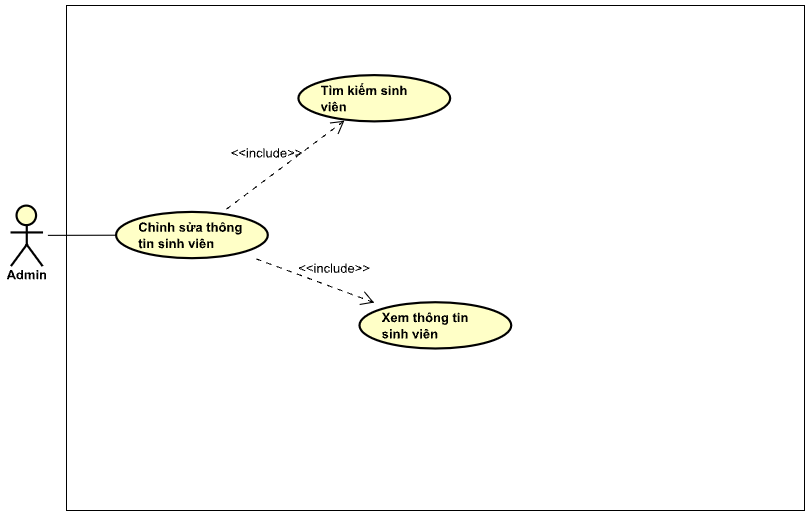 Tìm kiếm sinh
viên
<<include>>
Chỉnh sửa thông
tin sinh viên
Admin
<<include>>
Xem thông tin
sinh viên